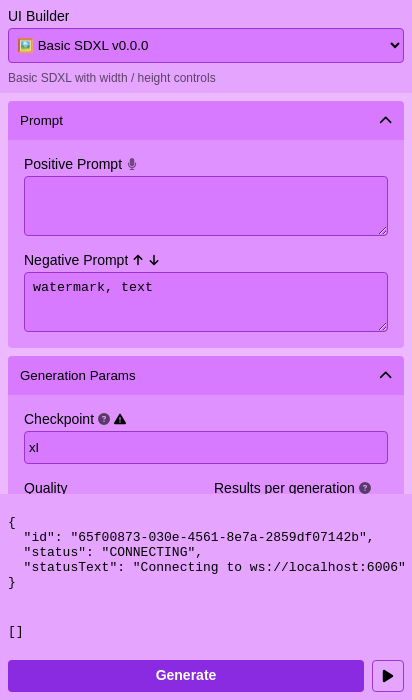 UI Builder
Basic SDXL v0.0.0
Basic SDXL with width / height controls
Prompt
Positive Prompt
Negative Prompt
watermark, text
Generation Params
Checkpoint
xl
Quality Results per generation
{
"id": "65f00873-030e-4561-8e7a-2859df07142b",
"status": "CONNECTING",
"statusText": "Connecting to ws://localhost:6006"
}
[]
Generate